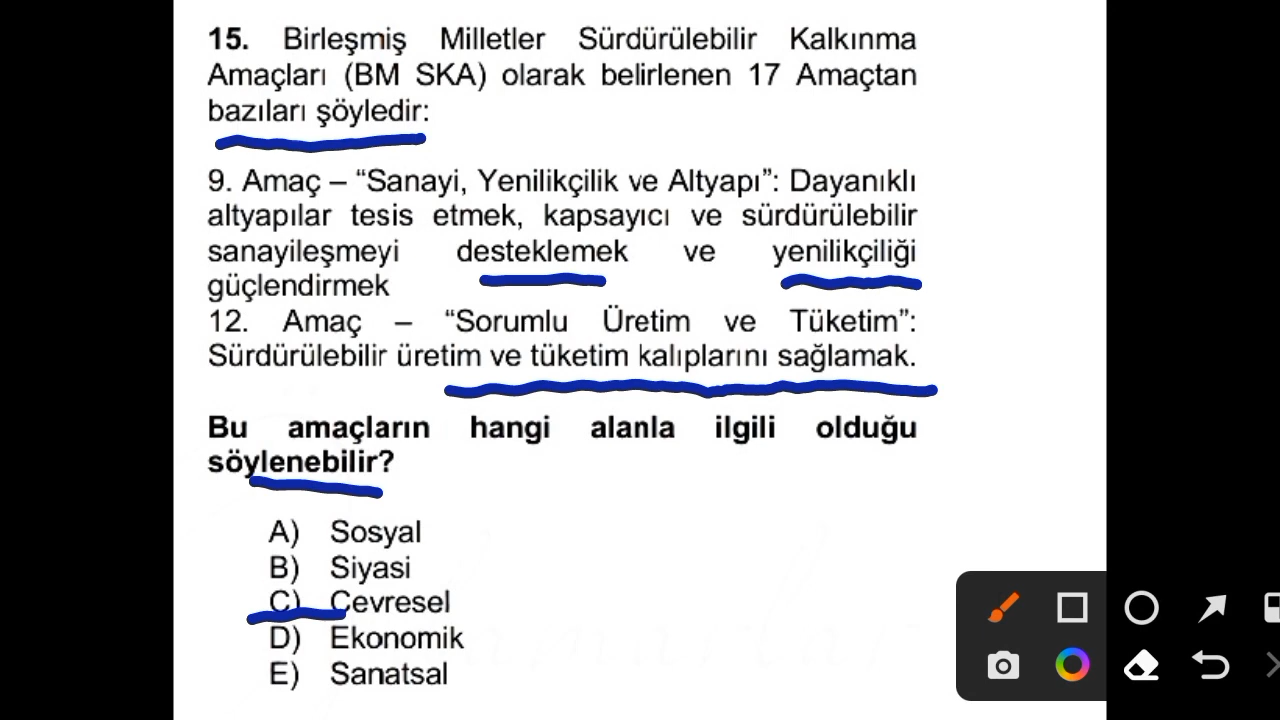 15. Birleşmiş Milletler Sürdürülebilir Kalkınma
Amaçları (BM SKA) olarak belirlenen 17 Amaçtan
bazıları şöyledir:
9. Amaç – “Sanayi, Yenilikçilik ve Altyapı”: Dayanıklı
altyapılar tesis etmek, kapsayıcı ve sürdürülebilir
sanayileşmeyi desteklemek ve yenilikçiliği
güçlendirmek
12. Amaç – “Sorumlu Üretim ve Tüketim”:
Sürdürülebilir üretim ve tüketim kalıplarını sağlamak.
Bu amaçların hangi alanla ilgili olduğu
söylenebilir?
A) Sosyal
B) Siyasi
C) Çevresel
D) Ekonomik
E) Sanatsal